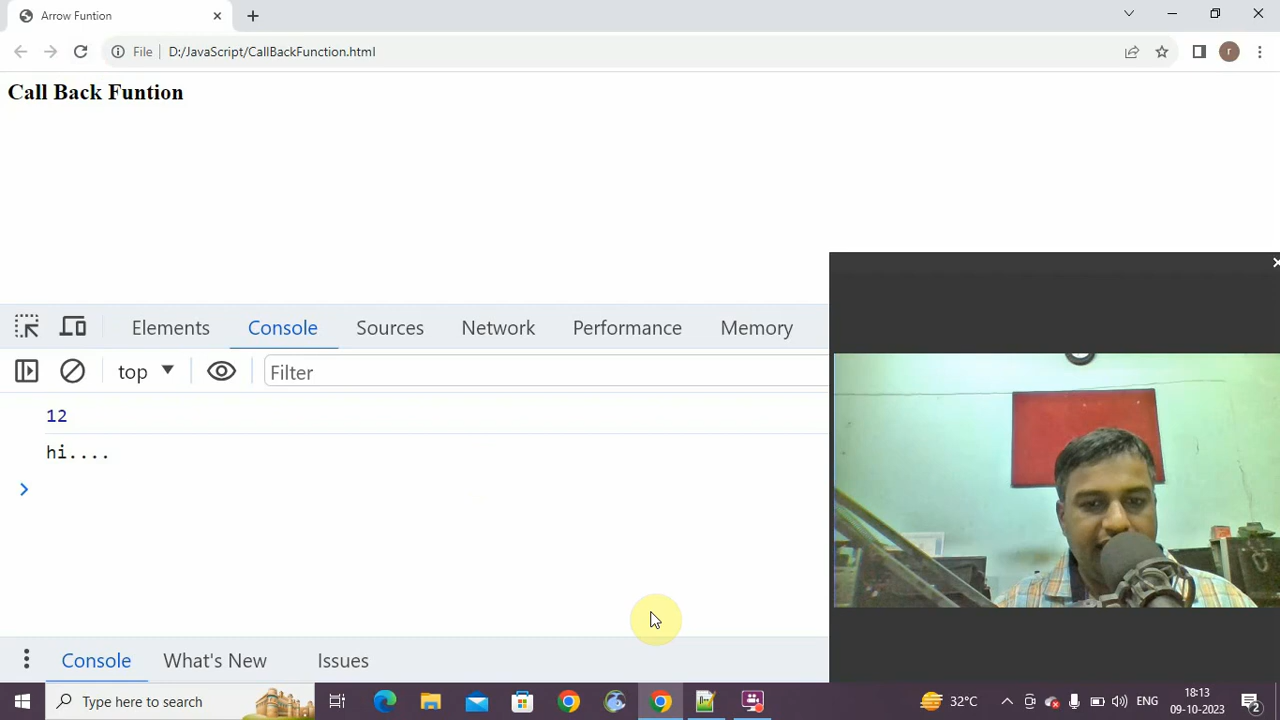 Arrow Funtion
File
D:/JavaScript/CallBackFunction.html
r
Call Back Funtion
Elements
Console
Sources
Network
Performance
Memory
top
Filter
12
hi....
Console
What's New
Issues
Type here to search
32°C
ENG
18:13
09-10-2023
2